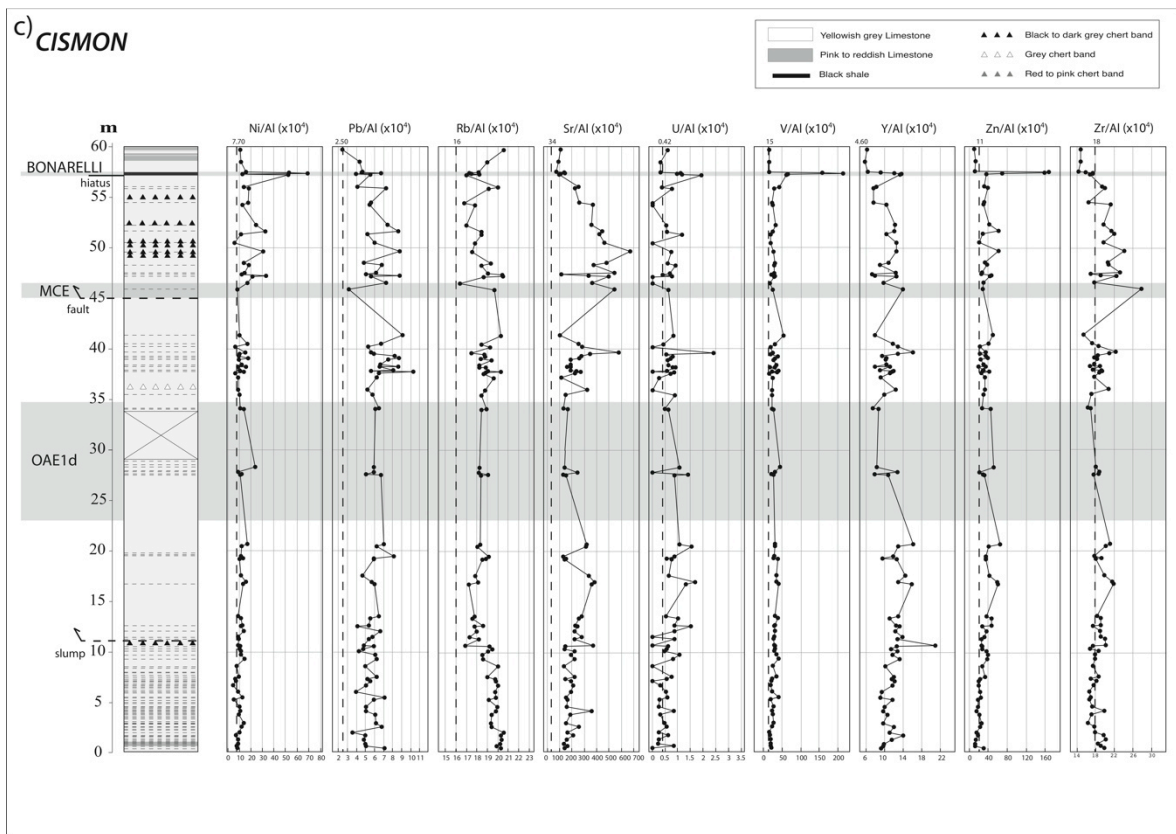 c) CISMON
Yellowish grey Limestone
Pink to reddish Limestone
Black shale
Black to dark grey chert band
Grey chert band
Red to pink chert band
m Ni/Al (x10⁴) Pb/Al (x10⁴) Rb/Al (x10⁴) Sr/Al (x10⁴) U/Al (x10⁴) V/Al (x10⁴) Y/Al (x10⁴) Zn/Al (x10⁴) Zr/Al (x10⁴)
7.70 2.50 16 34 0.42 15 4.60 11 18
60
BONARELLI
hiatus
55
50
MCE
45
fault
40
35
30
OAE1d
25
20
15
slump
10
5
0
0 10 20 30 40 50 60 70 80
2 3 4 5 6 7 8 9 10 11
15 16 17 18 19 20 21 22 23
0 100 200 300 400 500 600 700
0 0.5 1 1.3 2 2.3 3 3.5
0 50 100 150 200
6 10 14 18 22
0 40 80 120 160
14 18 22 26 30